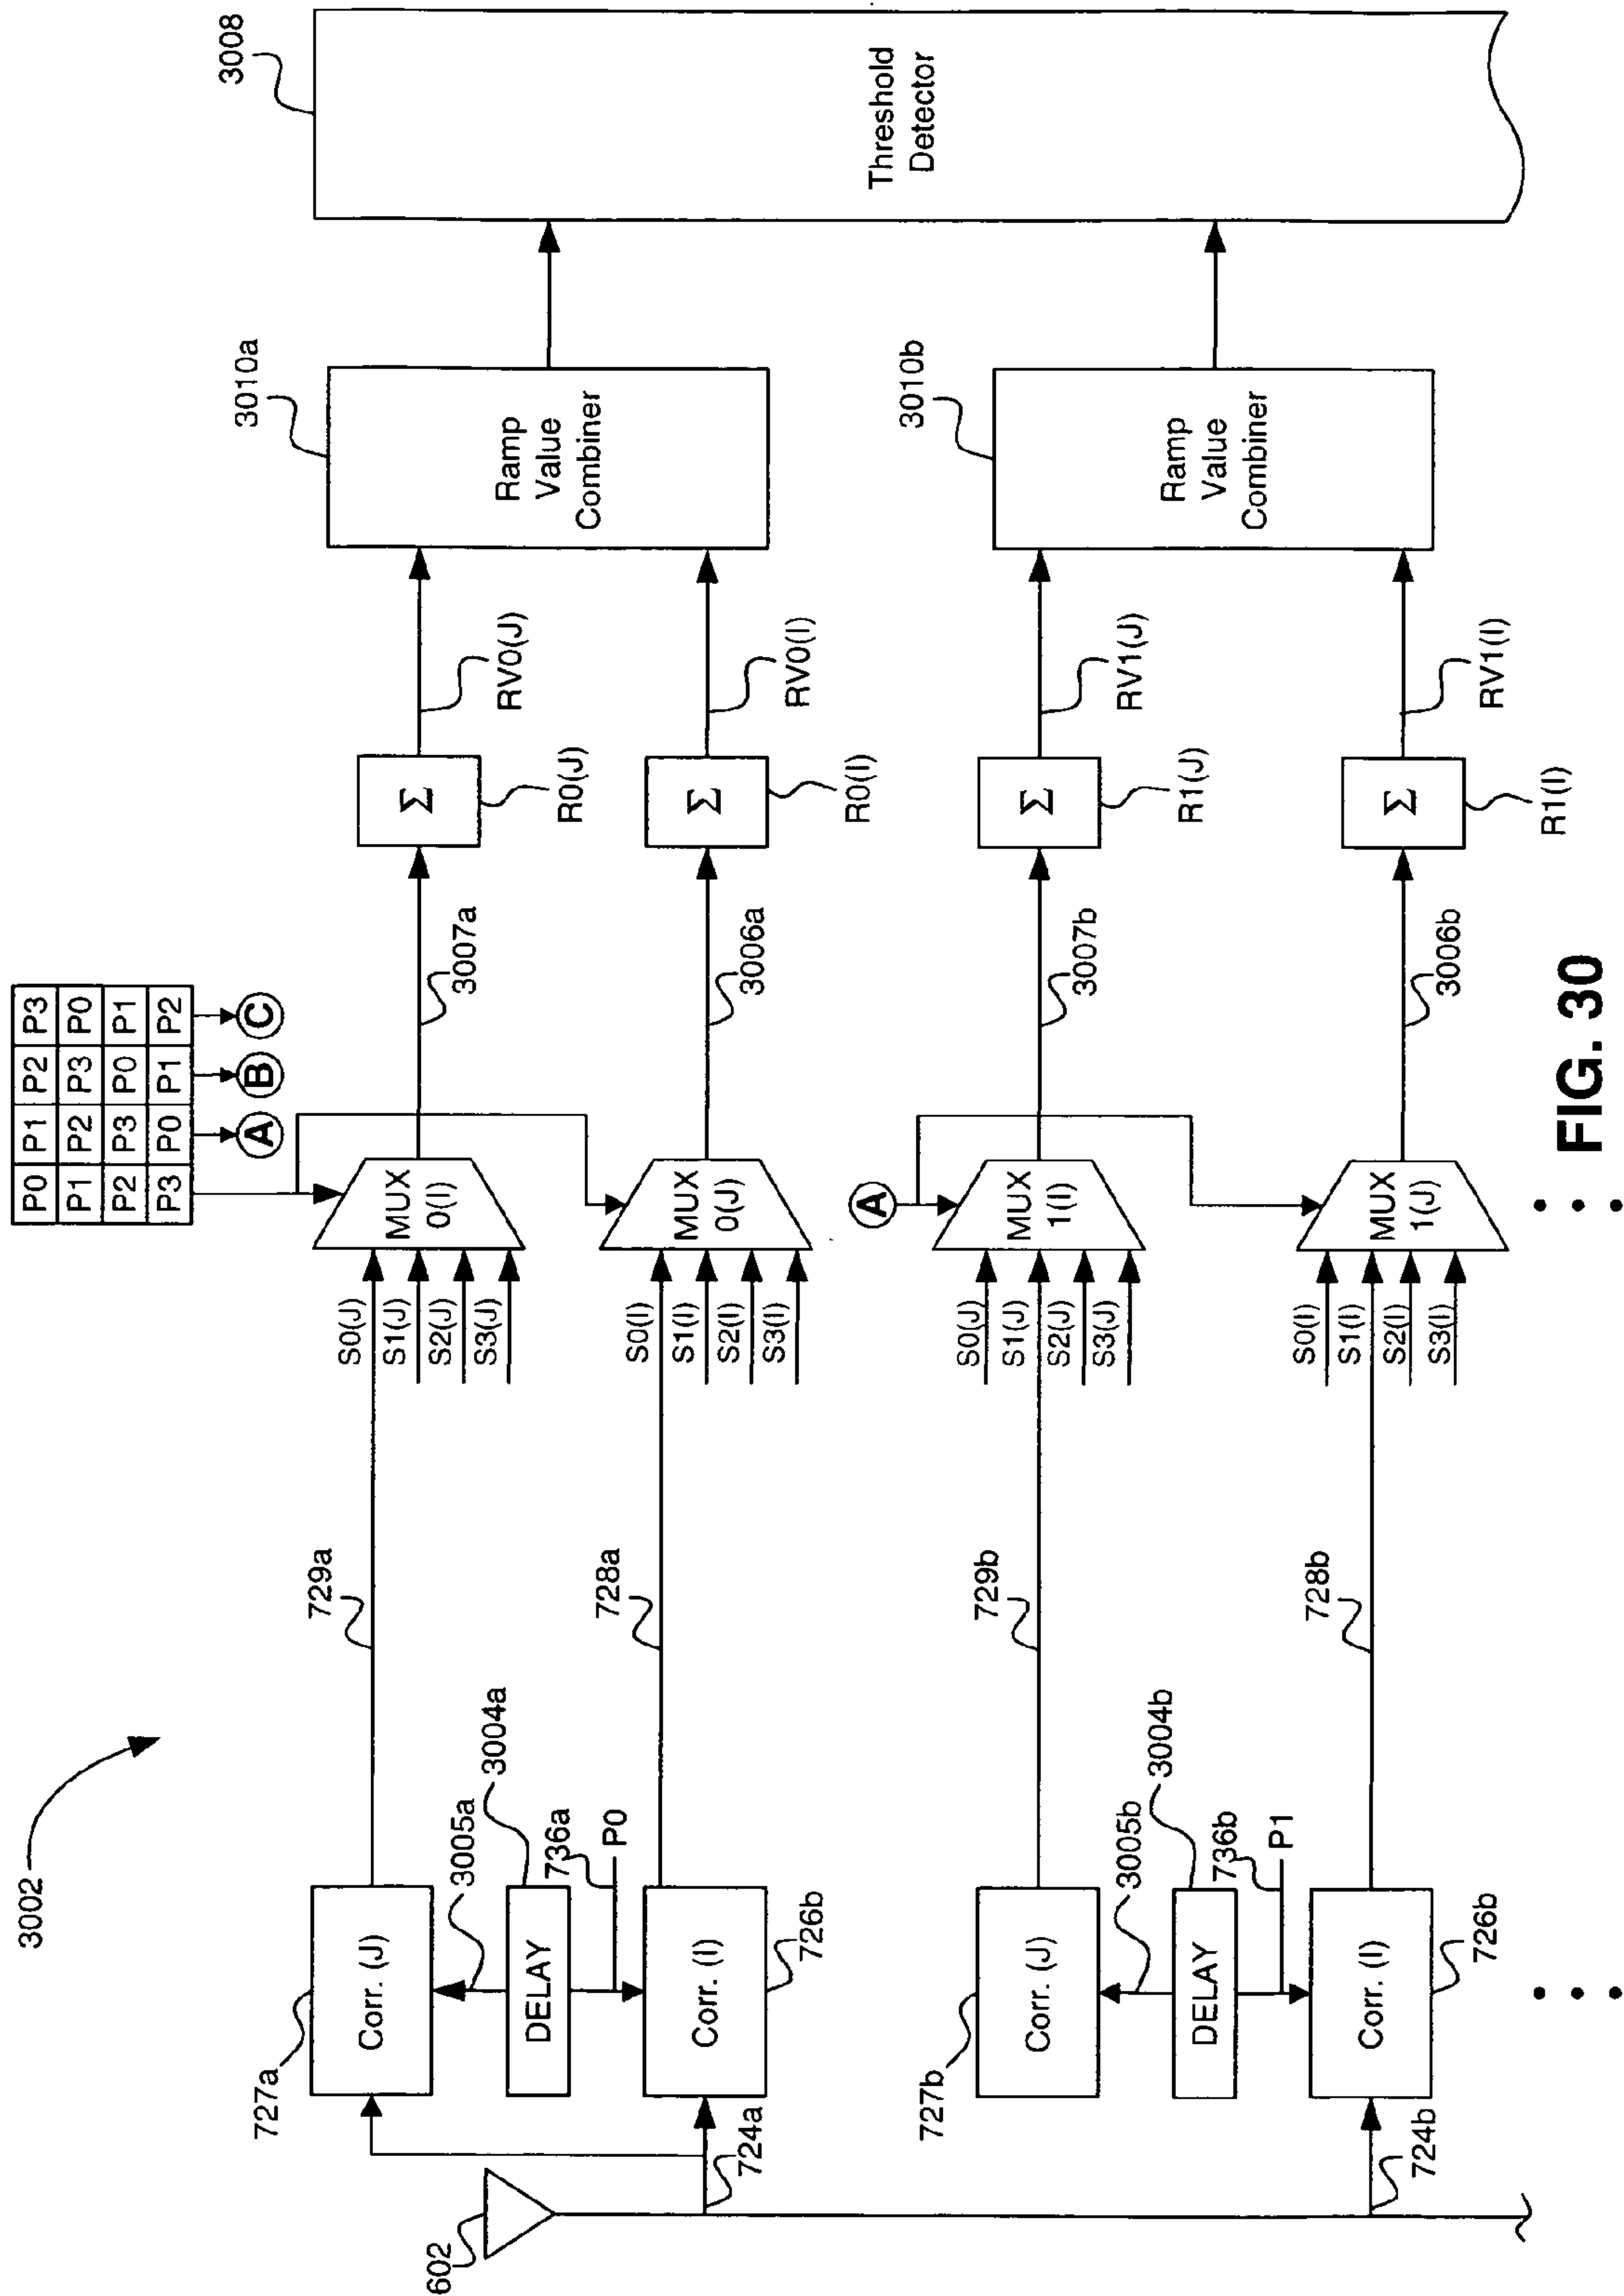 3002
P0 P1 P2 P3
P1 P2 P3 P0
P2 P3 P0 P1
P3 P0 P1 P2
A B C
602
724a
727a
Corr. (J)
3005a
DELAY
3004a
736a
P0
Corr. (I)
726b
729a
728a
S0(J)
S1(J)
S2(J)
S3(J)
MUX
0(I)
S0(I)
S1(I)
S2(I)
S3(I)
MUX
0(J)
3007a
3006a
Σ
R0(J)
Σ
R0(I)
RV0(J)
RV0(I)
3010a
Ramp
Value
Combiner
3008
Threshold
Detector
724b
727b
Corr. (J)
3005b
DELAY
3004b
736b
P1
Corr. (I)
726b
729b
728b
A
S0(J)
S1(J)
S2(J)
S3(J)
MUX
1(I)
S0(I)
S1(I)
S2(I)
S3(I)
MUX
1(J)
3007b
3006b
Σ
R1(J)
Σ
R1(I)
RV1(J)
RV1(I)
3010b
Ramp
Value
Combiner
FIG. 30